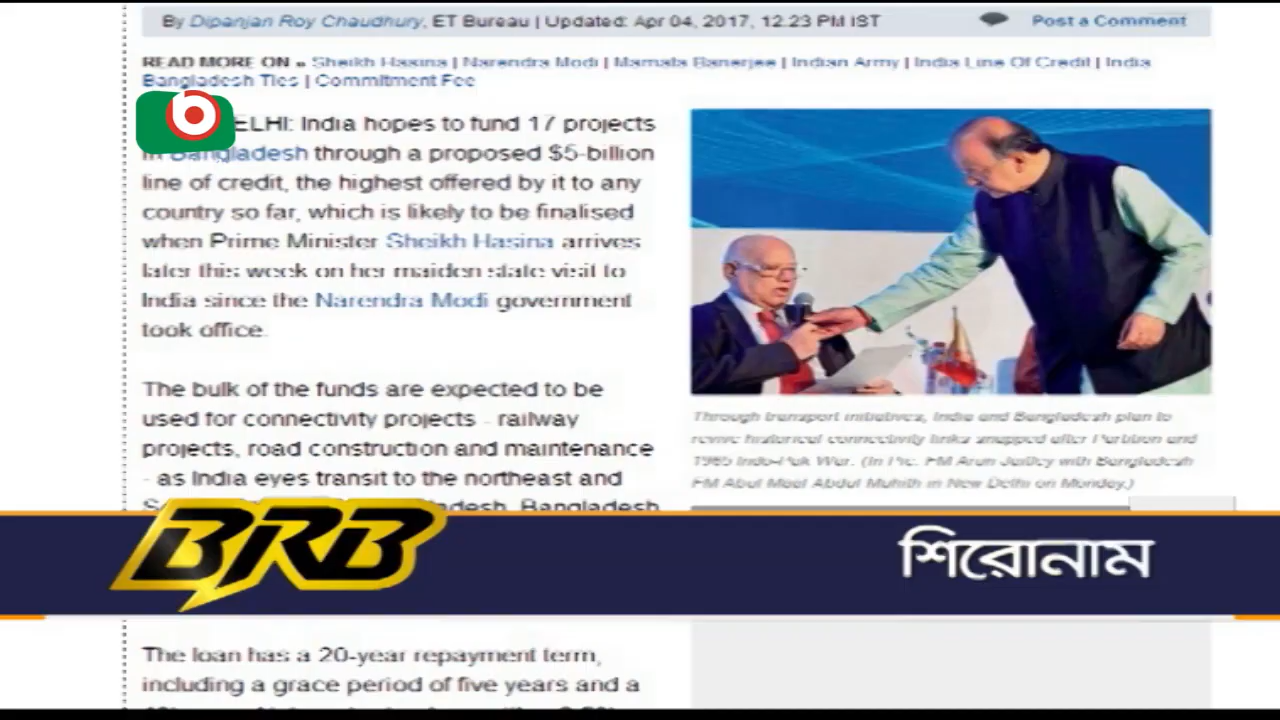 By Dipanjan Roy Chaudhury, ET Bureau | Updated: Apr 04, 2017, 12.23 PM IST
Post a Comment
READ MORE ON » Sheikh Hasina | Narendra Modi | Mamata Banerjee | Indian Army | India Line Of Credit | India
Bangladesh Ties | Commitment Fee
ELHI: India hopes to fund 17 projects
in Bangladesh through a proposed $5-billion
line of credit, the highest offered by it to any
country so far, which is likely to be finalised
when Prime Minister Sheikh Hasina arrives
later this week on her maiden state visit to
India since the Narendra Modi government
took office.
The bulk of the funds are expected to be
used for connectivity projects - railway
projects, road construction and maintenance
- as India eyes transit to the northeast and
adesh. Bangladesh
Through transport initiatives, India and Bangladesh plan to
revive historical connectivity links snapped after Partition and
1965 Indo-Pak War. (In Pic: FM Arun Jaitley with Bangladesh
FM Abul Maal Abdul Muhith in New Delhi on Monday.)
BRB
শিরোনাম
The loan has a 20-year repayment term,
including a grace period of five years and a